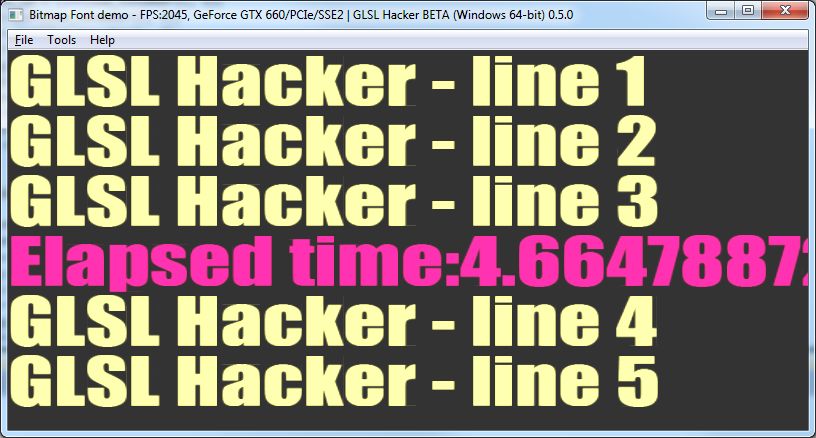 Bitmap Font demo - FPS:2045, GeForce GTX 660/PCIe/SSE2 | GLSL Hacker BETA (Windows 64-bit) 0.5.0
File Tools Help
GLSL Hacker - line 1
GLSL Hacker - line 2
GLSL Hacker - line 3
Elapsed time:4.66478872
GLSL Hacker - line 4
GLSL Hacker - line 5